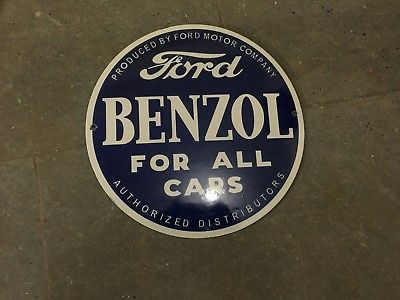 PRODUCED BY FORD MOTOR COMPANY
Ford
BENZOL
FOR ALL
CARS
AUTHORIZED DISTRIBUTORS